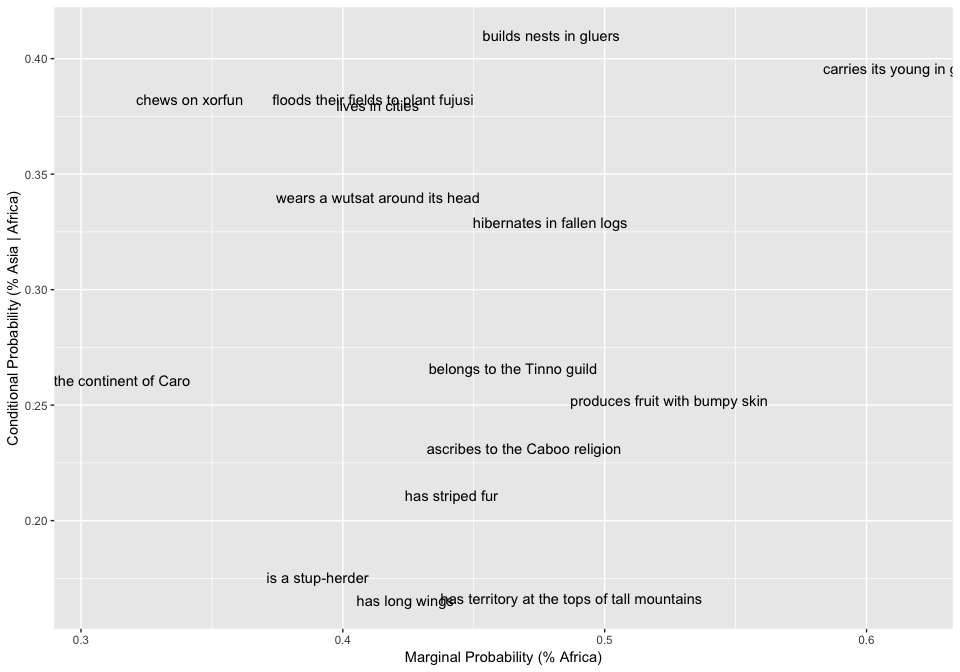 builds nests in gluers
0.40
carries its young in
chews on xorfun
floods their fields to plant fujusi
lives in cities
0.35
wears a wutsat around its head
hibernates in fallen logs
Conditional Probability (% Asia | Africa)
0.30
belongs to the Tinno guild
the continent of Caro
produces fruit with bumpy skin
0.25
ascribes to the Caboo religion
has striped fur
0.20
is a stup-herder
has long wings
has territory at the tops of tall mountains
0.3
0.4
0.5
0.6
Marginal Probability (% Africa)